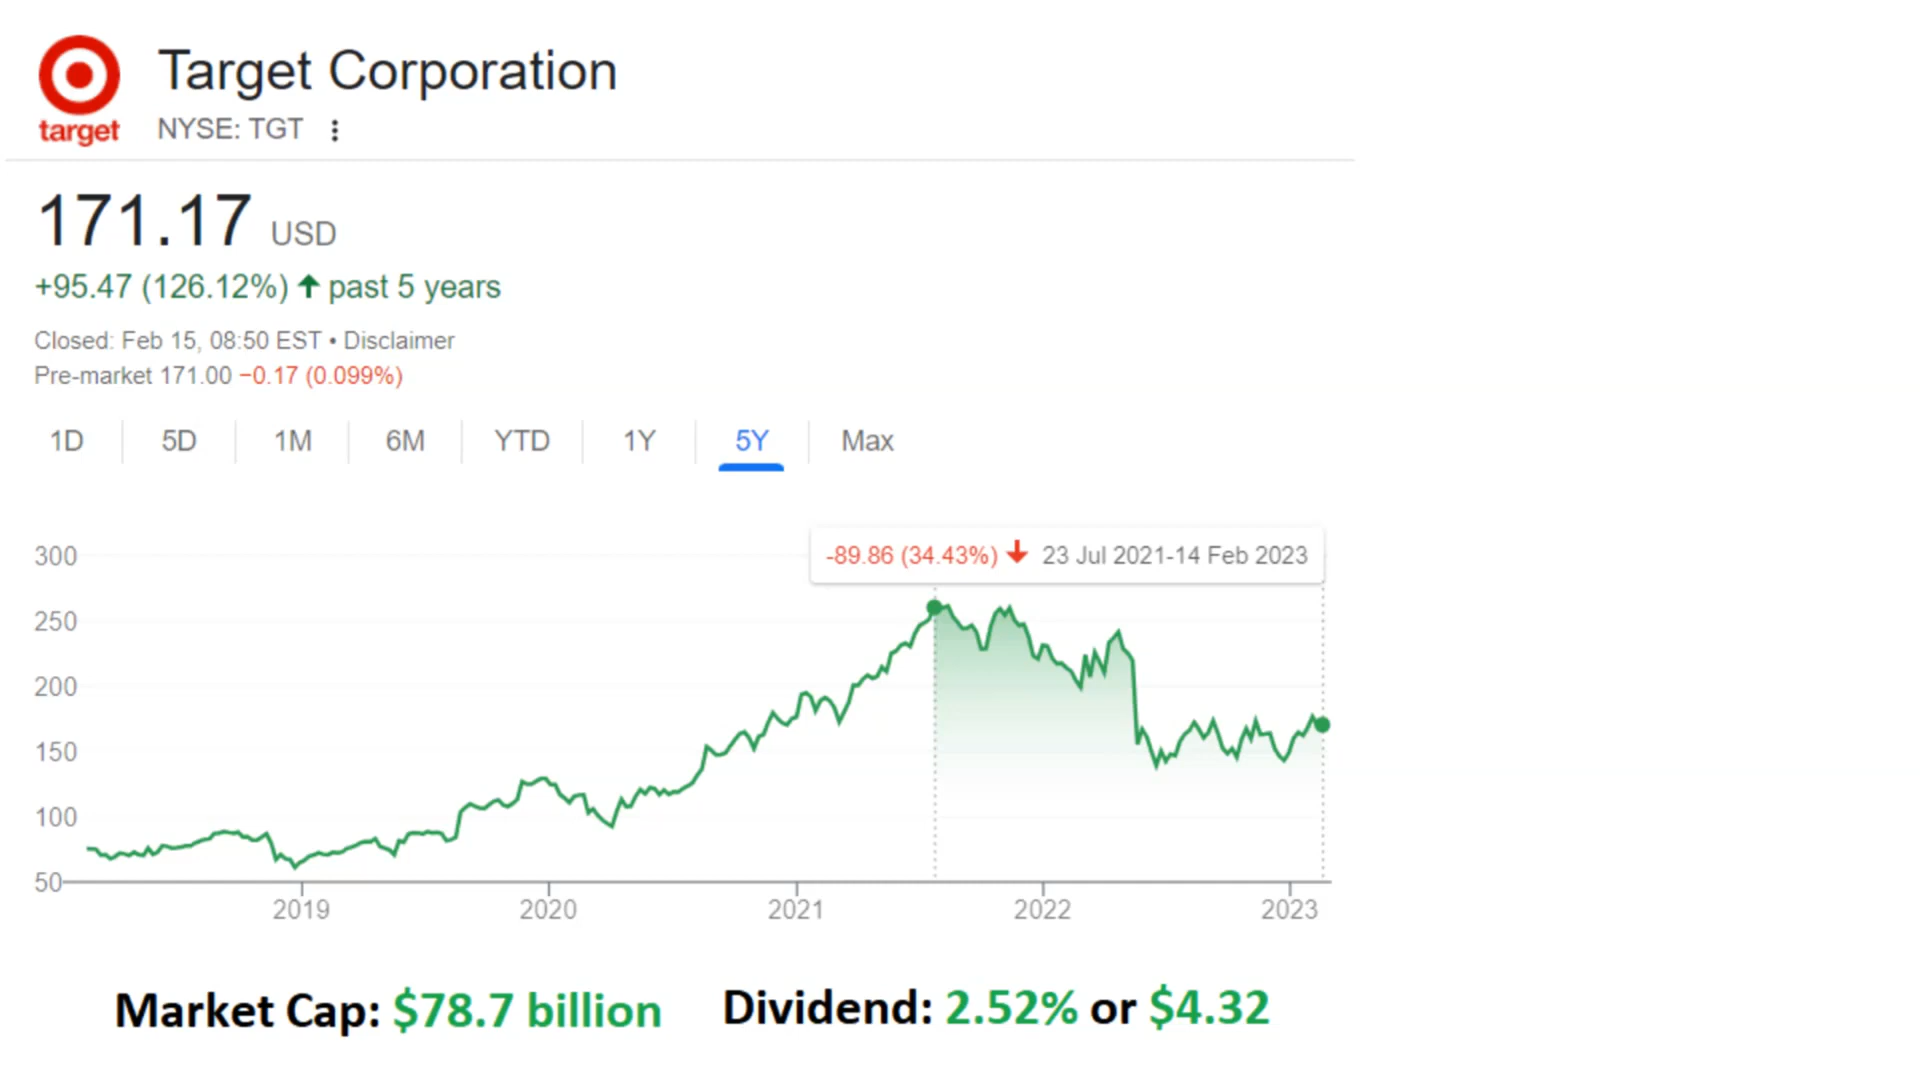 Target Corporation
target
NYSE: TGT
171.17 USD
+95.47 (126.12%) ↑ past 5 years
Closed: Feb 15, 08:50 EST • Disclaimer
Pre-market 171.00 −0.17 (0.099%)
1D 5D 1M 6M YTD 1Y 5Y Max
-89.86 (34.43%) ↓ 23 Jul 2021-14 Feb 2023
300
250
200
150
100
50
2019 2020 2021 2022 2023
Market Cap: $78.7 billion Dividend: 2.52% or $4.32